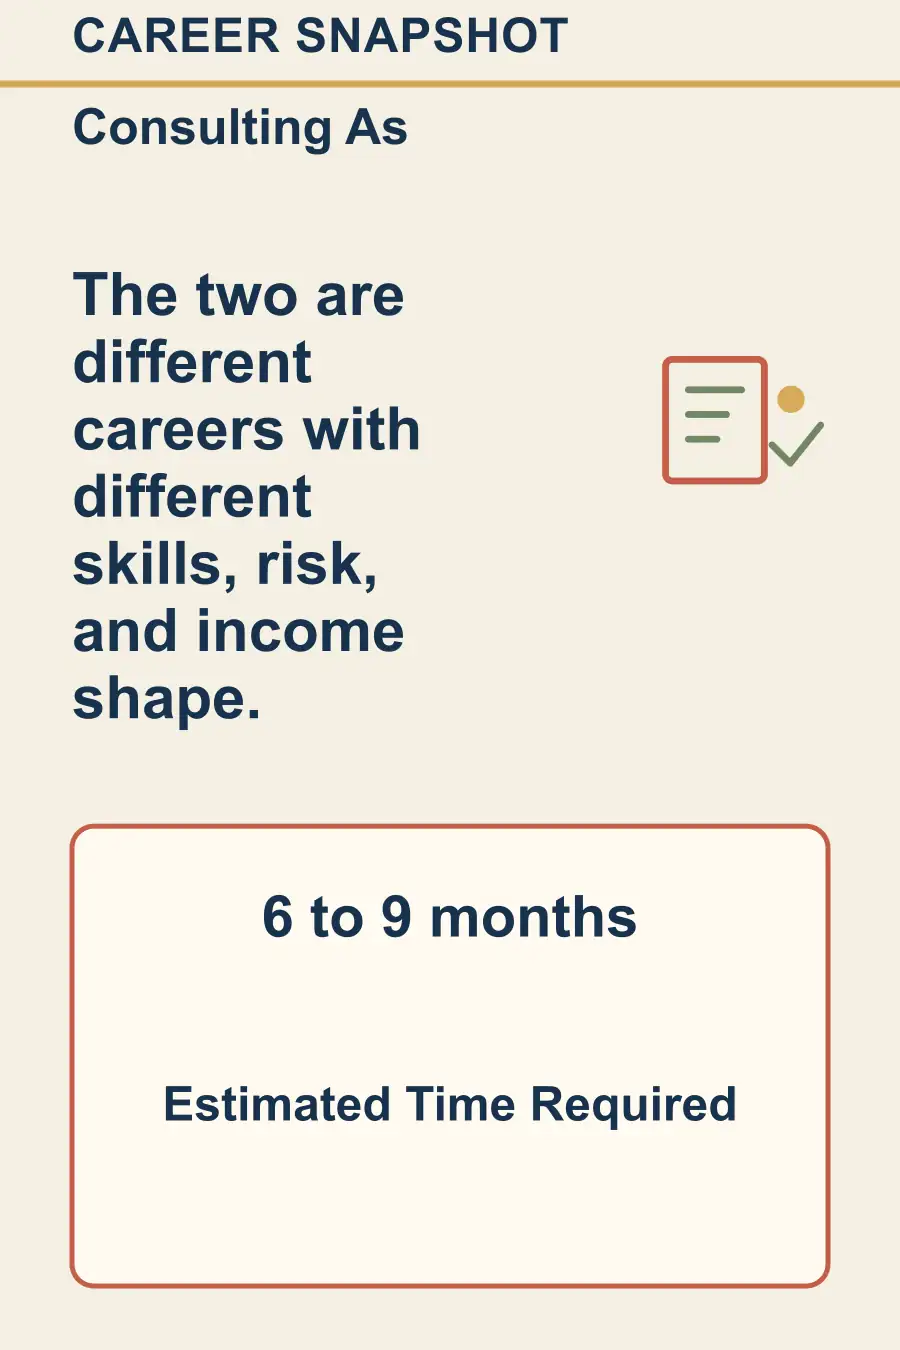 CAREER SNAPSHOT
Consulting As
The two are
different
careers with
different
skills, risk,
and income
shape.
6 to 9 months
Estimated Time Required